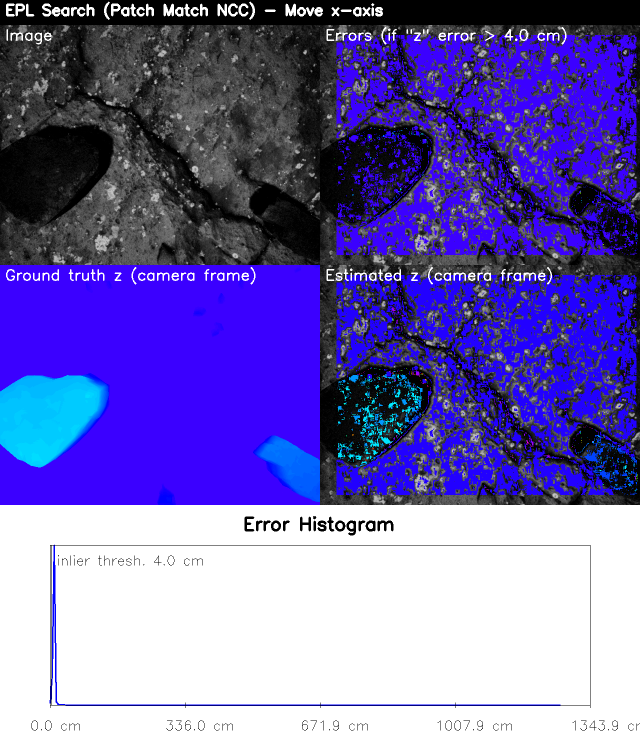 EPL Search (Patch Match NCC) - Move x-axis
Image
Errors (if "z" error > 4.0 cm)
Ground truth z (camera frame)
Estimated z (camera frame)
Error Histogram
inlier thresh. 4.0 cm
0.0 cm 336.0 cm 671.9 cm 1007.9 cm 1343.9 cm